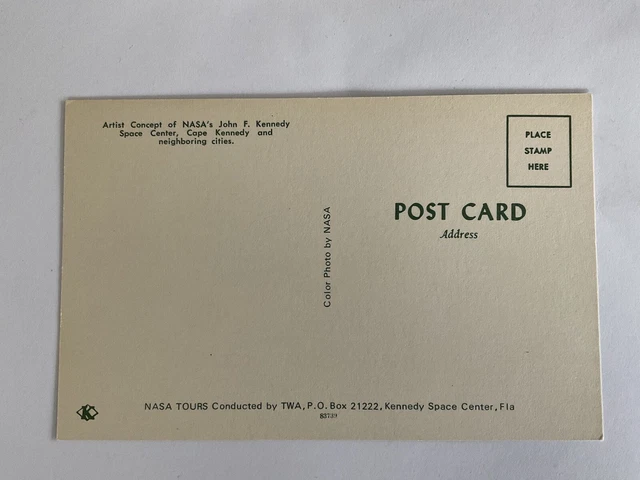 Artist Concept of NASA's John F. Kennedy
Space Center, Cape Kennedy and
neighboring cities.
PLACE
STAMP
HERE
POST CARD
Address
Color Photo by NASA
K
NASA TOURS Conducted by TWA, P.O. Box 21222, Kennedy Space Center, Fla
83739